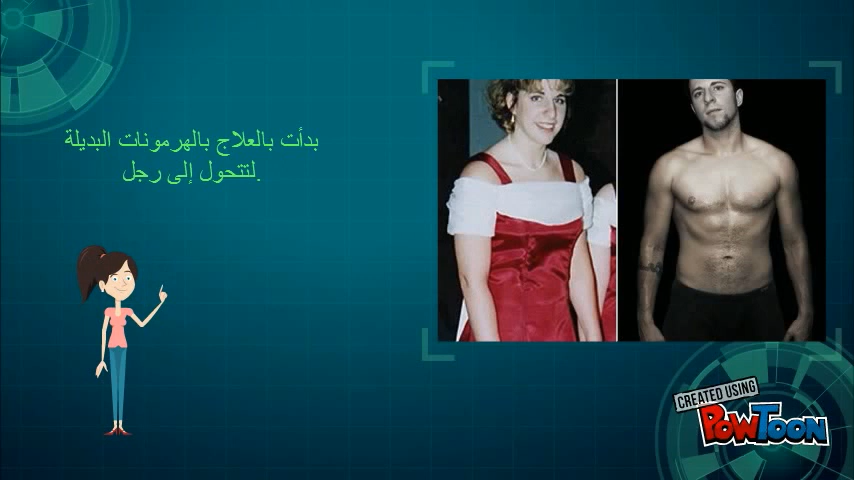 بدأت بالعلاج بالهرمونات البديلة
لتتحول إلى رجل.
CREATED USING
POWTOON